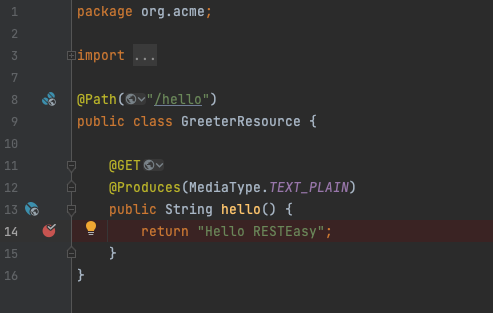 1 package org.acme;
2
3 import ...
7
8 @Path("/hello")
9 public class GreeterResource {
10
11 @GET
12 @Produces(MediaType.TEXT_PLAIN)
13 public String hello() {
14 return "Hello RESTEasy";
15 }
16 }